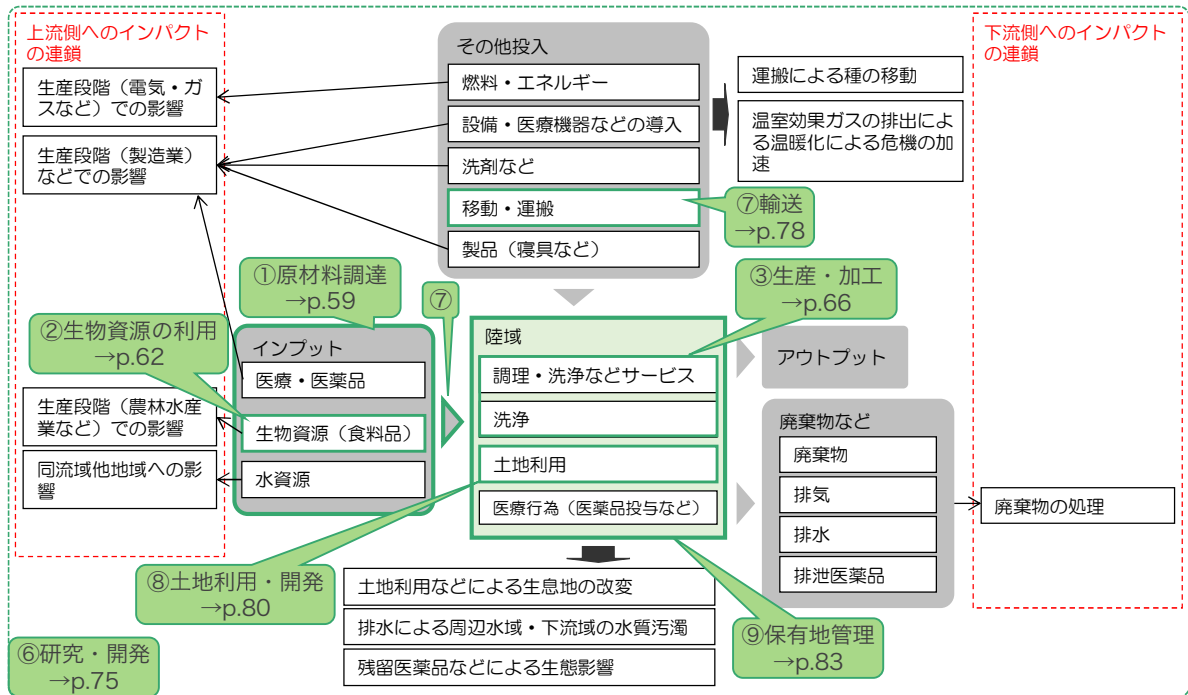 上流側へのインパクト
の連鎖
生産段階（電気・ガ
スなど）での影響
生産段階（製造業）
などでの影響
生産段階（農林水産
業など）での影響
同流域他地域への影
響
その他投入
燃料・エネルギー
設備・医療機器などの導入
洗剤など
移動・運搬
製品（寝具など）
運搬による種の移動
温室効果ガスの排出によ
る温暖化による危機の加
速
下流側へのインパクト
の連鎖
⑦輸送
→p.78
①原材料調達
→p.59
⑦
③生産・加工
→p.66
②生物資源の利用
→p.62
インプット
医療・医薬品
生物資源（食料品）
水資源
陸域
調理・洗浄などサービス
洗浄
土地利用
医療行為（医薬品投与など）
アウトプット
廃棄物など
廃棄物
排気
排水
排泄医薬品
廃棄物の処理
⑧土地利用・開発
→p.80
土地利用などによる生息地の改変
排水による周辺水域・下流域の水質汚濁
残留医薬品などによる生態影響
⑨保有地管理
→p.83
⑥研究・開発
→p.75